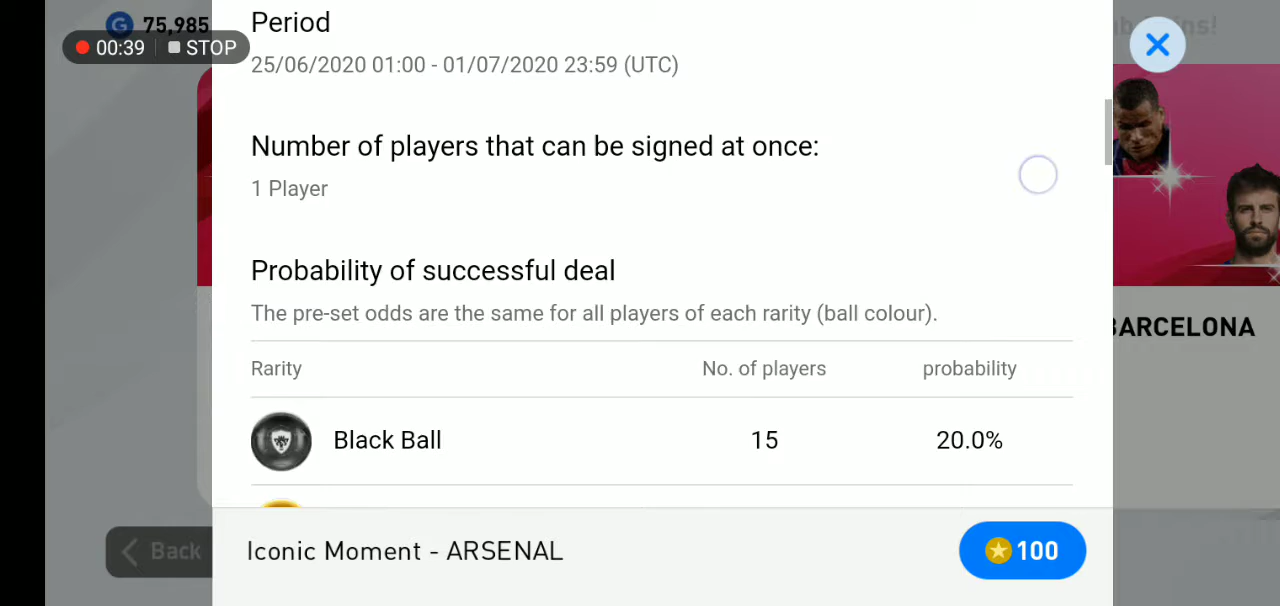 75,985
00:39 STOP
Period
25/06/2020 01:00 - 01/07/2020 23:59 (UTC)
Number of players that can be signed at once:
1 Player
Probability of successful deal
The pre-set odds are the same for all players of each rarity (ball colour).
Rarity No. of players probability
Black Ball 15 20.0%
BARCELONA
Back
Iconic Moment - ARSENAL
100